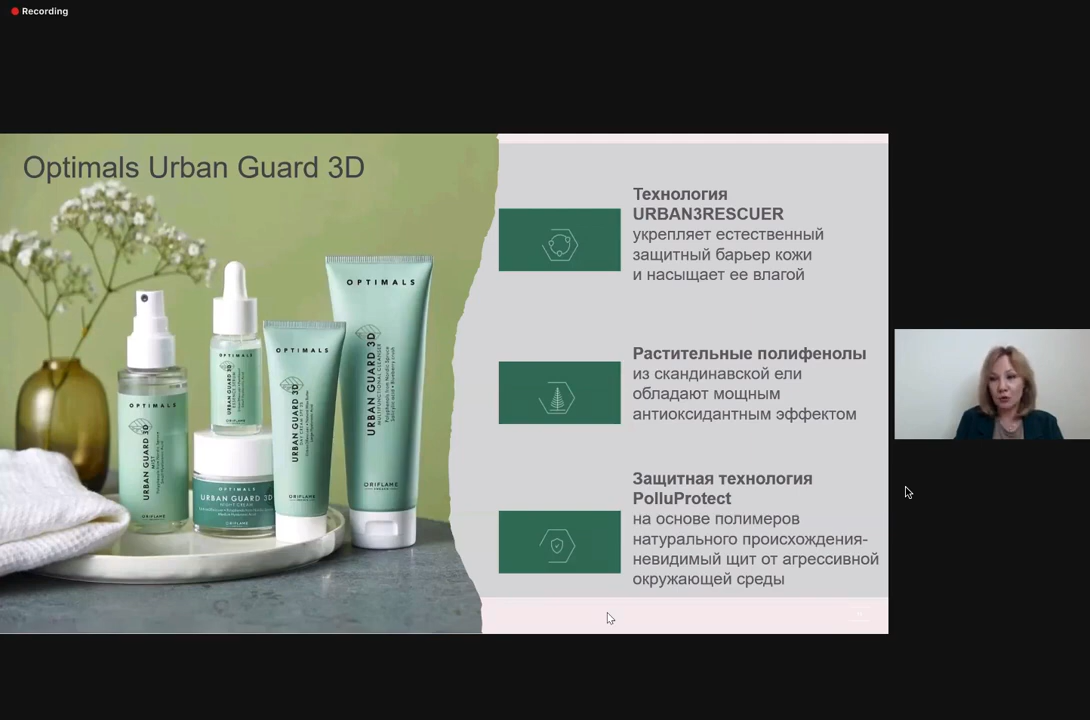 Recording
Optimals Urban Guard 3D
Технология
URBAN3RESCUER
укрепляет естественный
защитный барьер кожи
и насыщает ее влагой
Растительные полифенолы
из скандинавской ели
обладают мощным
антиоксидантным эффектом
Защитная технология
PolluProtect
на основе полимеров
натурального происхождения-
невидимый щит от агрессивной
окружающей среды
OPTIMALS
URBAN GUARD 3D
MIST
OPTIMALS
URBAN GUARD 3D
ORIFLAME
OPTIMALS
URBAN GUARD 3D
NIGHT CREAM
ORIFLAME
OPTIMALS
URBAN GUARD 3D
ORIFLAME
OPTIMALS
URBAN GUARD 3D
MULTIFUNCTIONAL CLEANSER
ORIFLAME